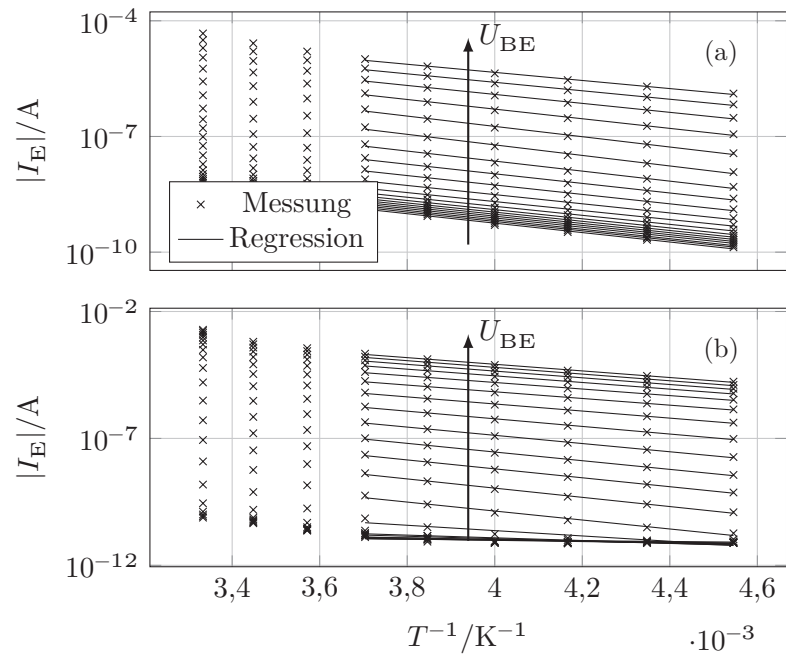 10⁻⁴
10⁻⁷
10⁻¹⁰
|I_E|/A
U_BE
(a)
Messung
Regression
10⁻²
10⁻⁷
10⁻¹²
|I_E|/A
U_BE
(b)
3,4 3,6 3,8 4 4,2 4,4 4,6
T⁻¹/K⁻¹
·10⁻³